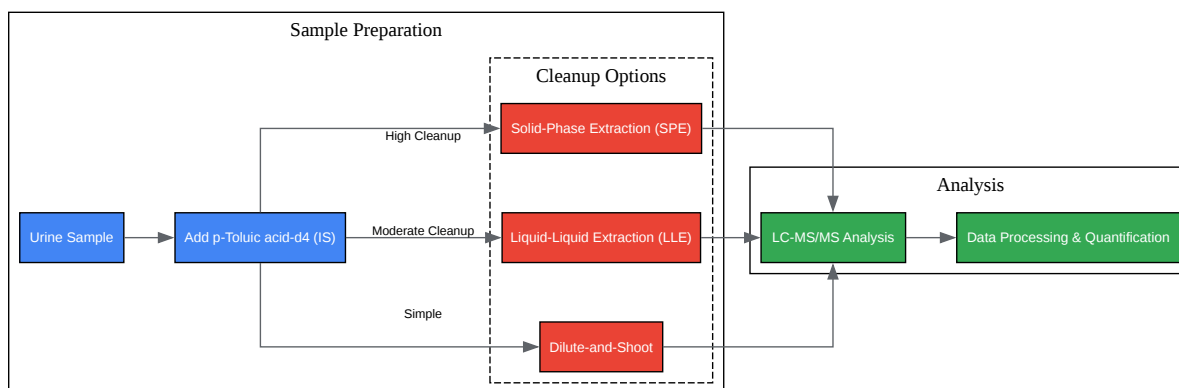 Sample Preparation
Cleanup Options
Solid-Phase Extraction (SPE)
High Cleanup
Analysis
Urine Sample
Add p-Toluic acid-d4 (IS)
Moderate Cleanup
Liquid-Liquid Extraction (LLE)
LC-MS/MS Analysis
Data Processing & Quantification
Simple
Dilute-and-Shoot